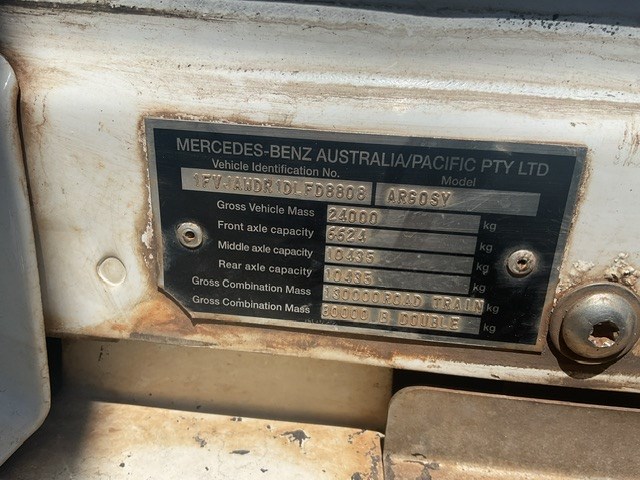 MERCEDES-BENZ AUSTRALIA/PACIFIC PTY LTD
Vehicle Identification No. Model
1FVJAWDR1DLFD8808 ARGOSY
Gross Vehicle Mass 24000 kg
Front axle capacity 6624 kg
Middle axle capacity 10435 kg
Rear axle capacity 10435 kg
Gross Combination Mass 130000 ROAD TRAIN kg
Gross Combination Mass 80000 B DOUBLE kg